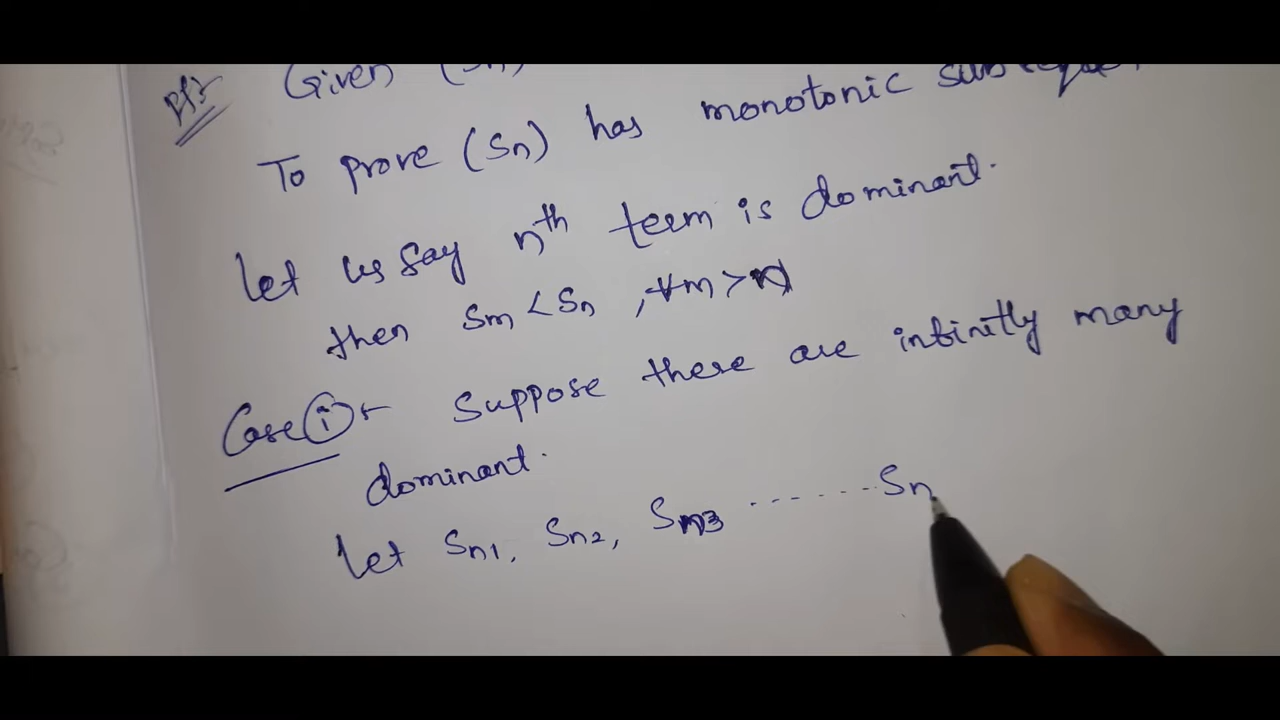 Pf:
Given (Sn)
To prove (Sn) has monotonic
Let us say nth term is dominant.
then Sm < Sn , ∀m > n
Case (i) :- Suppose there are infinitly many
dominant.
Let Sn1, Sn2, Sn3 ------- Sn